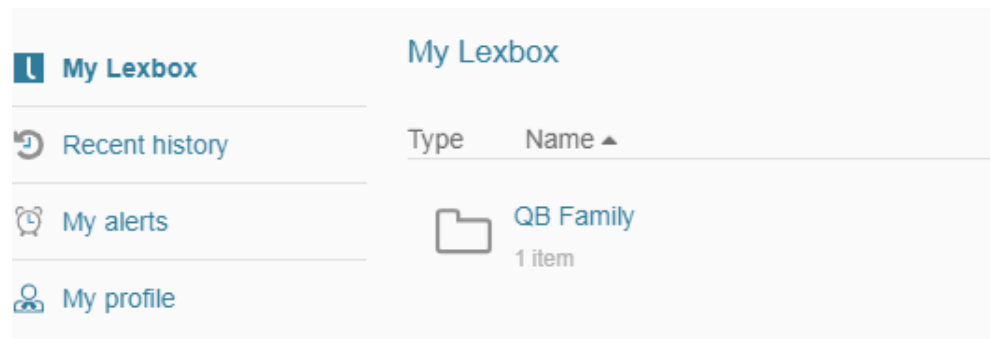 My Lexbox
Recent history
My alerts
My profile
My Lexbox
Type Name
QB Family
1 item